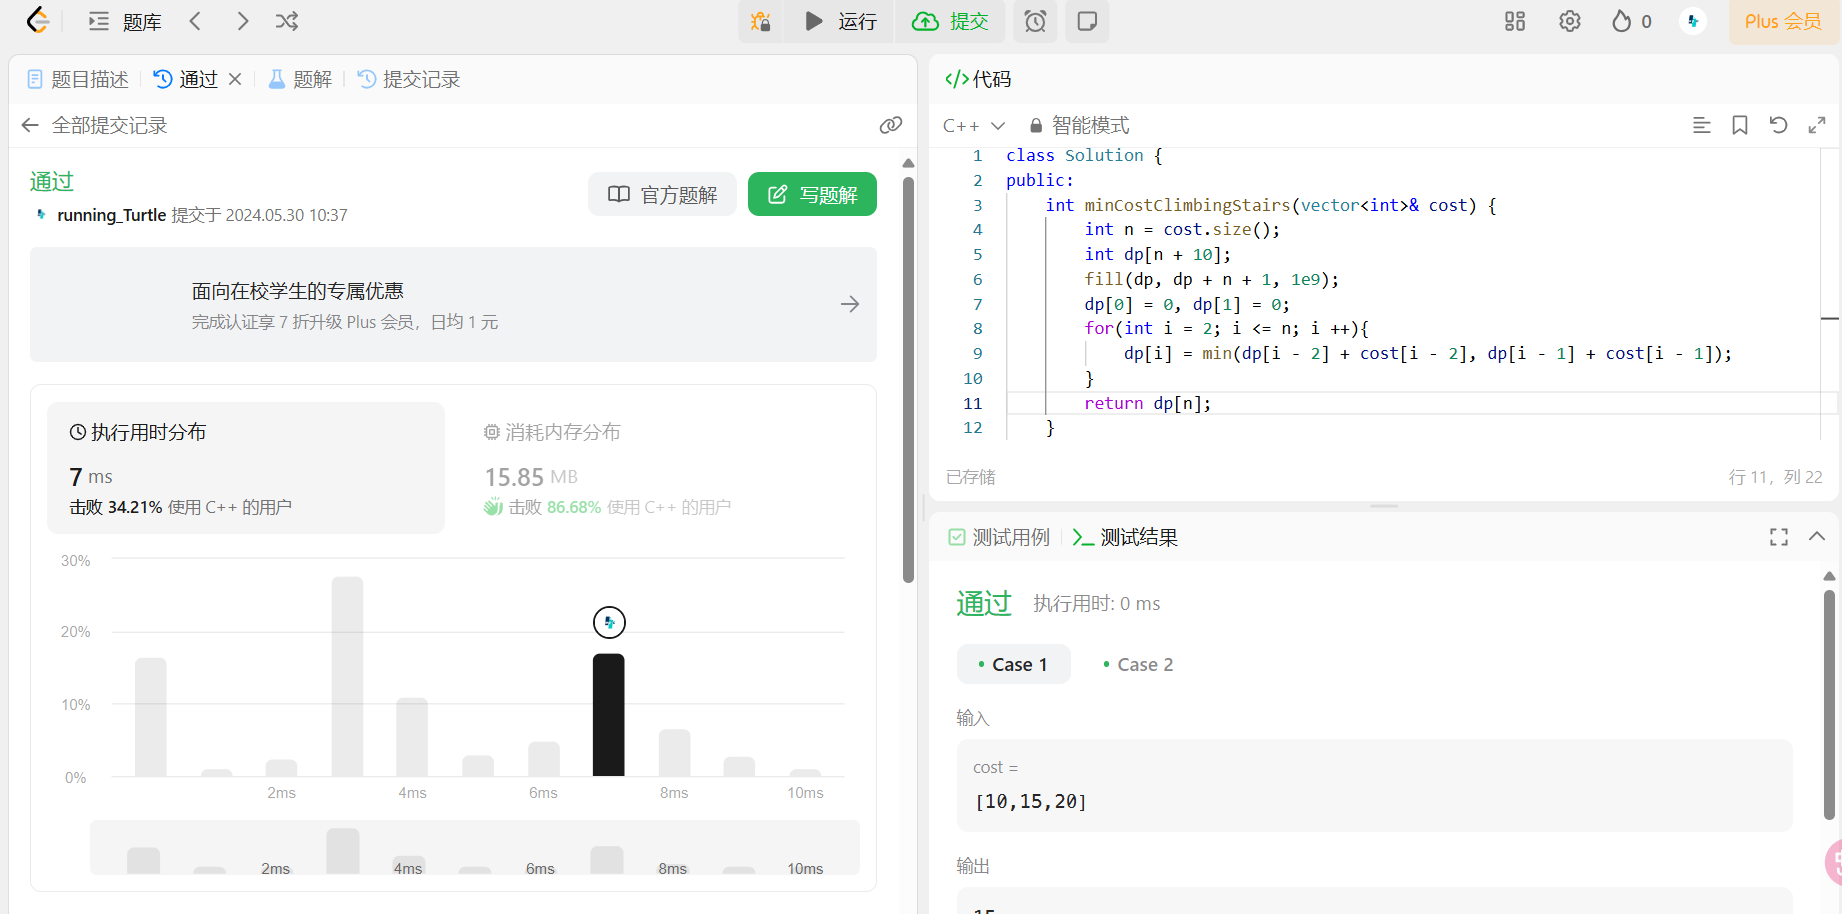 题库
运行
提交
0
Plus 会员
题目描述
通过
题解
提交记录
全部提交记录
通过
官方题解
写题解
running_Turtle 提交于 2024.05.30 10:37
面向在校学生的专属优惠
完成认证享 7 折升级 Plus 会员，日均 1 元
执行用时分布
7 ms
击败 34.21% 使用 C++ 的用户
消耗内存分布
15.85 MB
击败 86.68% 使用 C++ 的用户
30%
20%
10%
0%
2ms 4ms 6ms 8ms 10ms
2ms 4ms 6ms 8ms 10ms
代码
C++
智能模式
1 class Solution {
2 public:
3 int minCostClimbingStairs(vector<int>& cost) {
4 int n = cost.size();
5 int dp[n + 10];
6 fill(dp, dp + n + 1, 1e9);
7 dp[0] = 0, dp[1] = 0;
8 for(int i = 2; i <= n; i ++){
9 dp[i] = min(dp[i - 2] + cost[i - 2], dp[i - 1] + cost[i - 1]);
10 }
11 return dp[n];
12 }
已存储
行 11，列 22
测试用例
测试结果
通过
执行用时: 0 ms
Case 1
Case 2
输入
cost =
[10,15,20]
输出
15